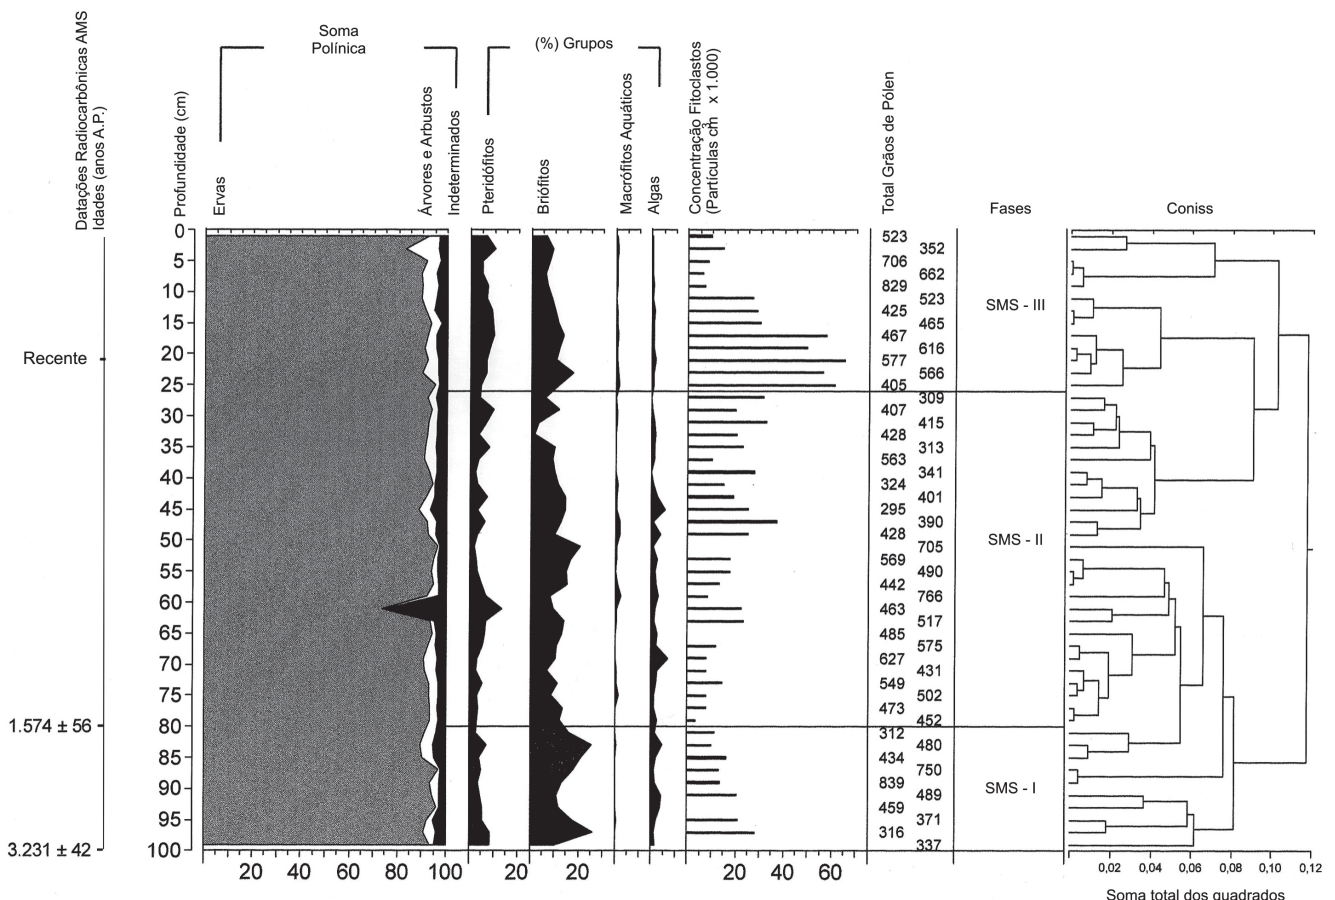 Soma
Polínica
(%) Grupos
Datações Radiocarbônicas AMS
Idades (anos A.P.)
Profundidade (cm)
Ervas
Árvores e Arbustos
Indeterminados
Pteridófitos
Briófitos
Macrófitos Aquáticos
Algas
Concentração Fitoclastos
(Partículas cm³ x 1.000)
Total Grãos de Pólen
Fases
Coniss
0
5
10
15
20
25
30
35
40
45
50
55
60
65
70
75
80
85
90
95
100
Recente
1.574 ± 56
3.231 ± 42
523
352
706
662
829
523
425
465
467
616
577
566
405
309
407
415
428
313
563
341
324
401
295
390
428
705
569
490
442
766
463
517
485
575
627
431
549
502
473
452
312
480
434
750
839
489
459
371
316
337
SMS - III
SMS - II
SMS - I
20 40 60 80 100
20
20
20 40 60
0,02 0,04 0,06 0,08 0,10 0,12
Soma total dos quadrados